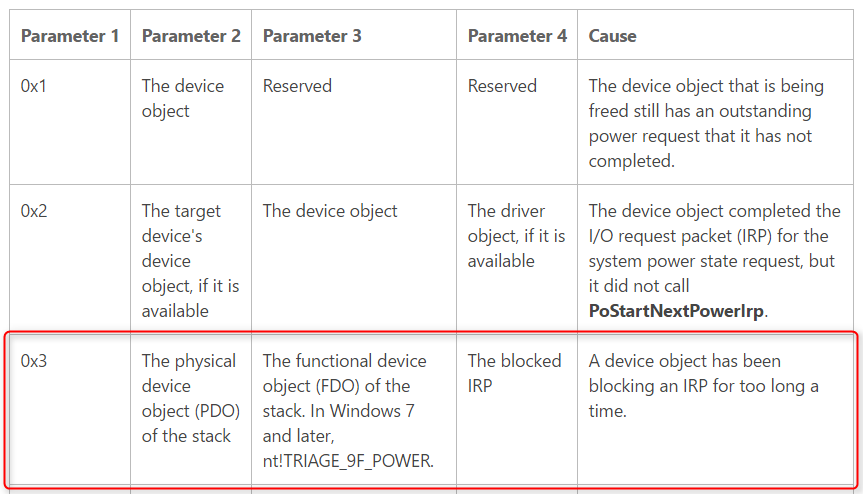 Parameter 1 Parameter 2 Parameter 3 Parameter 4 Cause
0x1
The device
object
Reserved
Reserved
The device object that is being
freed still has an outstanding
power request that it has not
completed.
0x2
The target
device's
device
object, if it is
available
The device object
The driver
object, if it is
available
The device object completed the
I/O request packet (IRP) for the
system power state request, but
it did not call
PoStartNextPowerIrp.
0x3
The physical
device
object (PDO)
of the stack
The functional device
object (FDO) of the
stack. In Windows 7
and later,
nt!TRIAGE_9F_POWER.
The blocked
IRP
A device object has been
blocking an IRP for too long a
time.